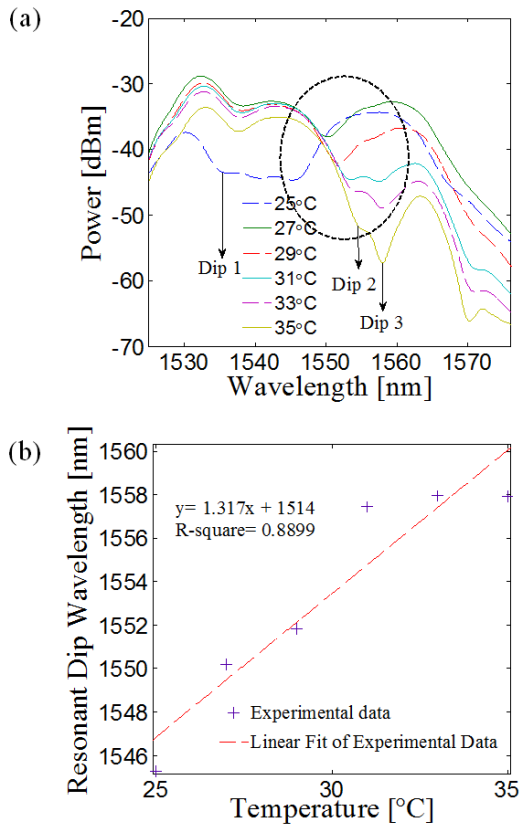 (a)
-20
-30
-40
-50
-60
-70
Power [dBm]
25°C
27°C
29°C
31°C
33°C
35°C
Dip 1
Dip 2
Dip 3
1530 1540 1550 1560 1570
Wavelength [nm]
(b)
1560
1558
1556
1554
1552
1550
1548
1546
Resonant Dip Wavelength [nm]
y= 1.317x + 1514
R-square= 0.8899
Experimental data
Linear Fit of Experimental Data
25 30 35
Temperature [°C]